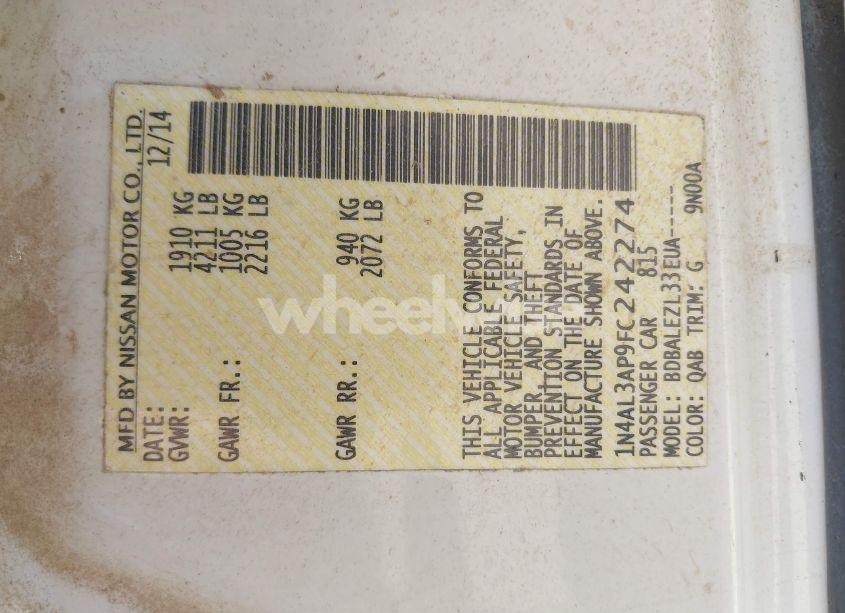 MFD BY NISSAN MOTOR CO., LTD.
DATE: 12/14
GVWR: 1910 KG
4211 LB
GAWR FR.: 1005 KG
2216 LB
GAWR RR.: 940 KG
2072 LB
THIS VEHICLE CONFORMS TO
ALL APPLICABLE FEDERAL
MOTOR VEHICLE SAFETY,
BUMPER, AND THEFT
PREVENTION STANDARDS IN
EFFECT ON THE DATE OF
MANUFACTURE SHOWN ABOVE.
1N4AL3AP9FC242274
PASSENGER CAR 815
MODEL: BDBALEZL33EUA-----
COLOR: QAB TRIM: G 9N00A